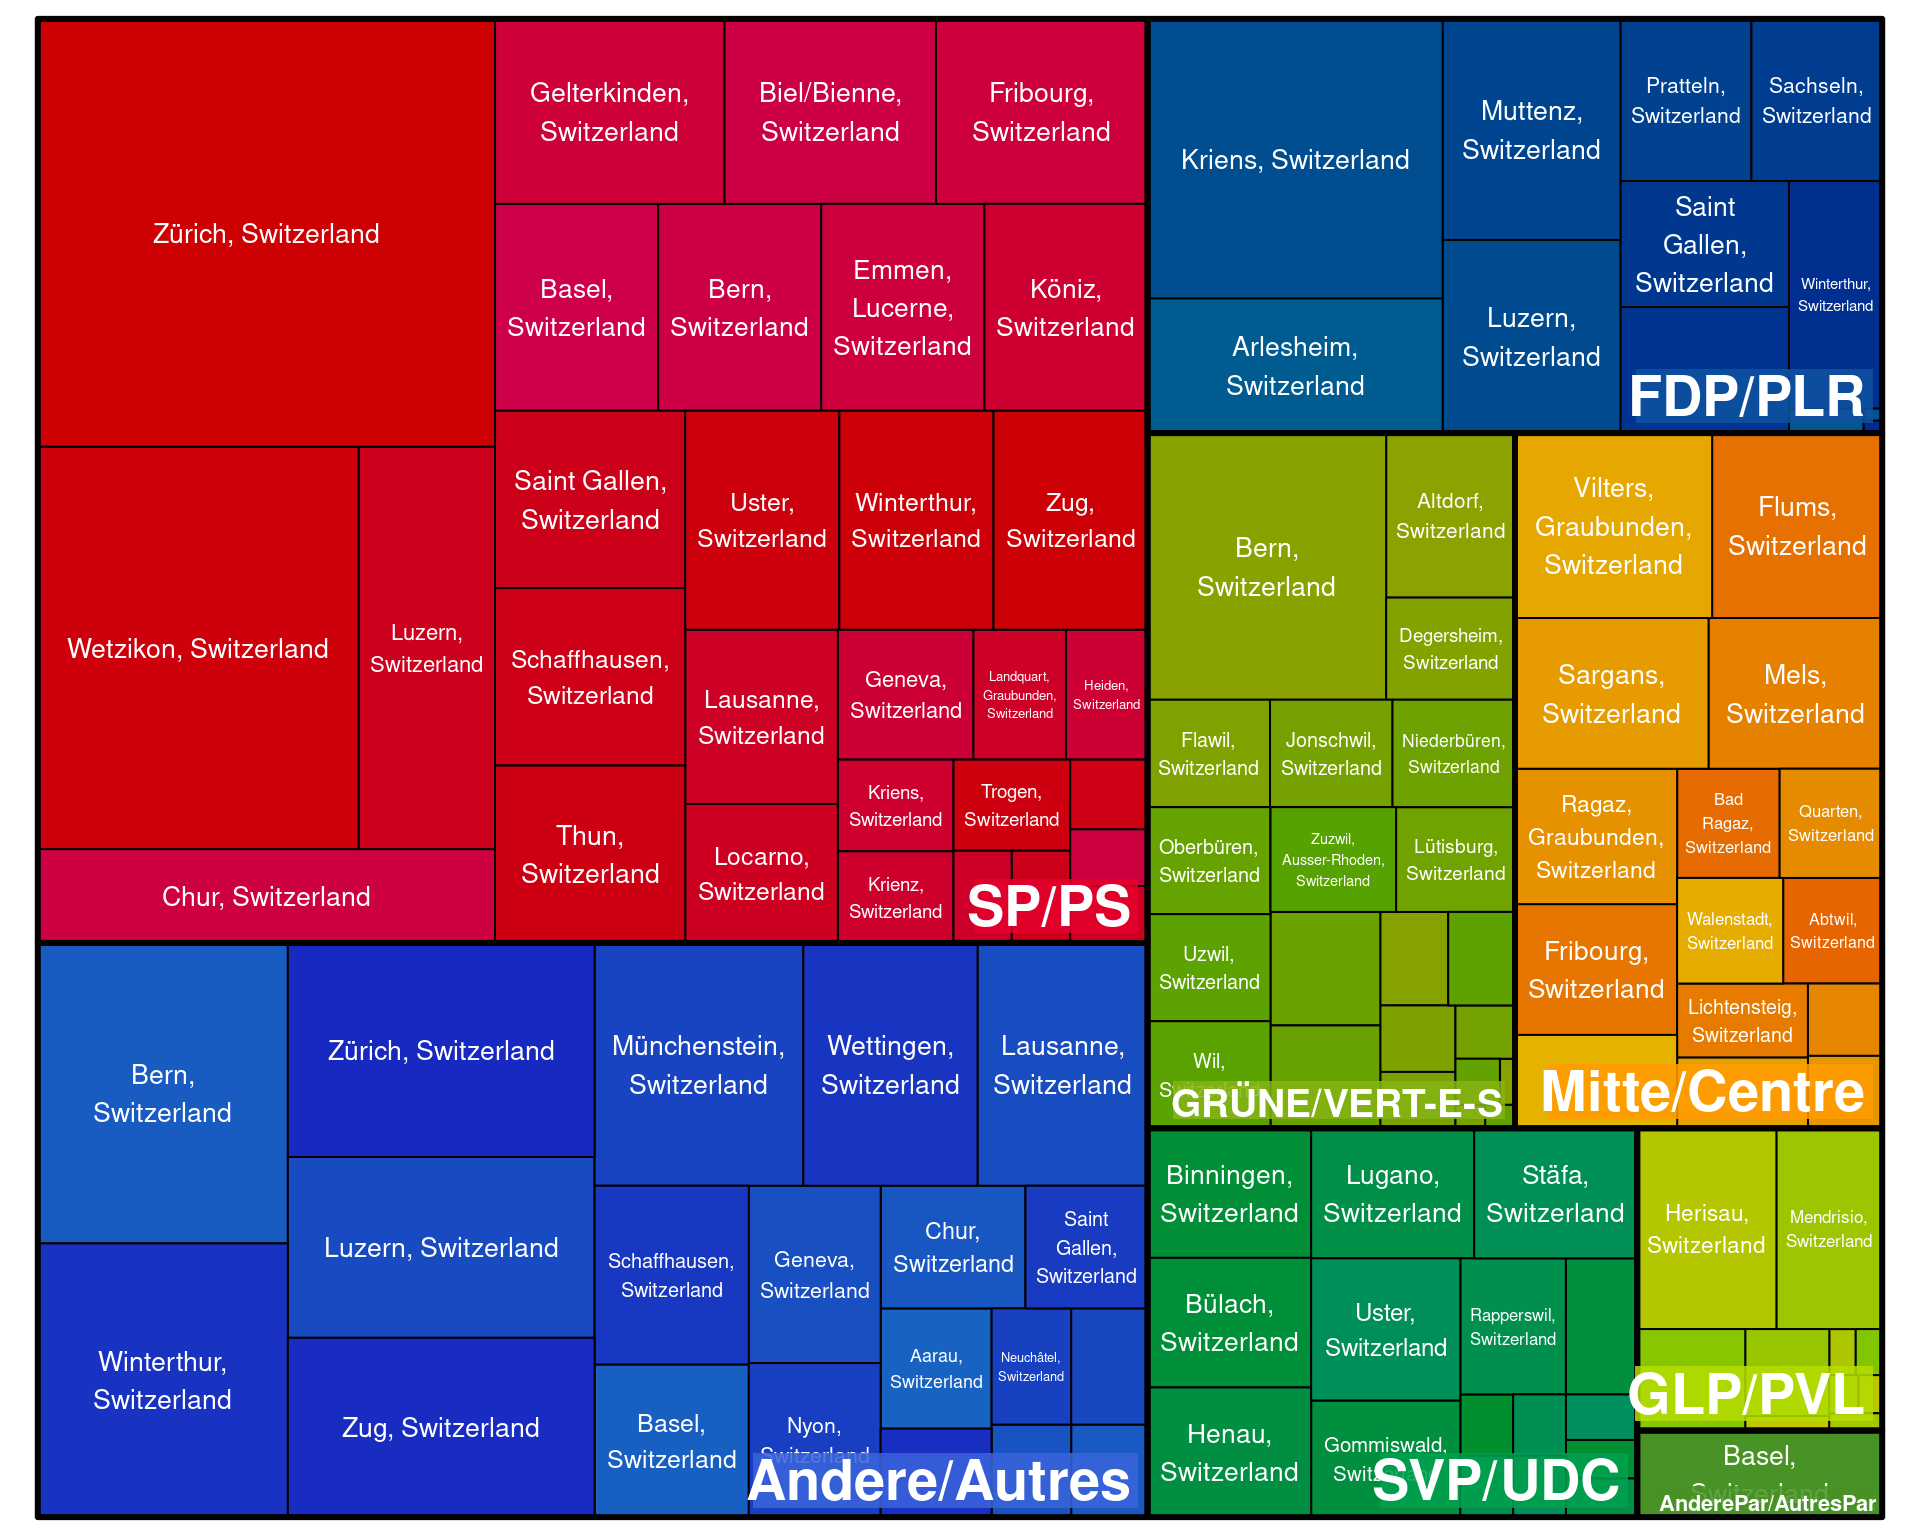 Zürich, Switzerland
Wetzikon, Switzerland
Luzern,
Switzerland
Chur, Switzerland
Gelterkinden,
Switzerland
Biel/Bienne,
Switzerland
Fribourg,
Switzerland
Basel,
Switzerland
Bern,
Switzerland
Emmen,
Lucerne,
Switzerland
Köniz,
Switzerland
Saint Gallen,
Switzerland
Schaffhausen,
Switzerland
Thun,
Switzerland
Uster,
Switzerland
Winterthur,
Switzerland
Zug,
Switzerland
Lausanne,
Switzerland
Locarno,
Switzerland
Geneva,
Switzerland
Landquart,
Graubunden,
Switzerland
Heiden,
Switzerland
Kriens,
Switzerland
Trogen,
Switzerland
Krienz,
Switzerland
SP/PS
Bern,
Switzerland
Winterthur,
Switzerland
Zürich, Switzerland
Luzern, Switzerland
Zug, Switzerland
Münchenstein,
Switzerland
Wettingen,
Switzerland
Lausanne,
Switzerland
Schaffhausen,
Switzerland
Basel,
Switzerland
Geneva,
Switzerland
Nyon,
Switzerland
Chur,
Switzerland
Saint
Gallen,
Switzerland
Aarau,
Switzerland
Neuchâtel,
Switzerland
Andere/Autres
Kriens, Switzerland
Arlesheim,
Switzerland
Muttenz,
Switzerland
Luzern,
Switzerland
Pratteln,
Switzerland
Sachseln,
Switzerland
Saint
Gallen,
Switzerland
Winterthur,
Switzerland
FDP/PLR
Bern,
Switzerland
Altdorf,
Switzerland
Degersheim,
Switzerland
Flawil,
Switzerland
Jonschwil,
Switzerland
Niederbüren,
Switzerland
Oberbüren,
Switzerland
Zuzwil,
Ausser-Rhoden,
Switzerland
Lütisburg,
Switzerland
Uzwil,
Switzerland
Wil,
Switzerland
GRÜNE/VERT-E-S
Vilters,
Graubunden,
Switzerland
Flums,
Switzerland
Sargans,
Switzerland
Mels,
Switzerland
Ragaz,
Graubunden,
Switzerland
Bad
Ragaz,
Switzerland
Quarten,
Switzerland
Fribourg,
Switzerland
Walenstadt,
Switzerland
Abtwil,
Switzerland
Lichtensteig,
Switzerland
Mitte/Centre
Binningen,
Switzerland
Lugano,
Switzerland
Stäfa,
Switzerland
Bülach,
Switzerland
Uster,
Switzerland
Rapperswil,
Switzerland
Henau,
Switzerland
Gommiswald,
Switzerland
SVP/UDC
Herisau,
Switzerland
Mendrisio,
Switzerland
GLP/PVL
Basel,
Switzerland
AnderePar/AutresPar